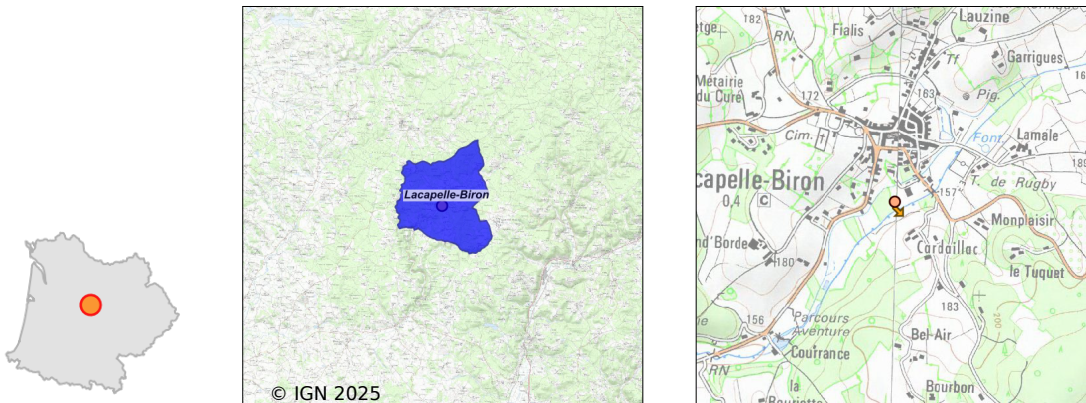 Lacapelle-Biron
© IGN 2025
182
RN
Fialis
Lauzine
Garrigues
Tf
Métairie
du Curé
172
163
Pig.
Cim.
Font.
Lamale
capelle-Biron
0,4
C
157
T. de Rugby
189
Monplaisir
nd'Borde
180
Cardaillac
le Tuquet
183
200
156
Parcours
Aventure
Bel-Air
Courrance
RN
la
Bourbon